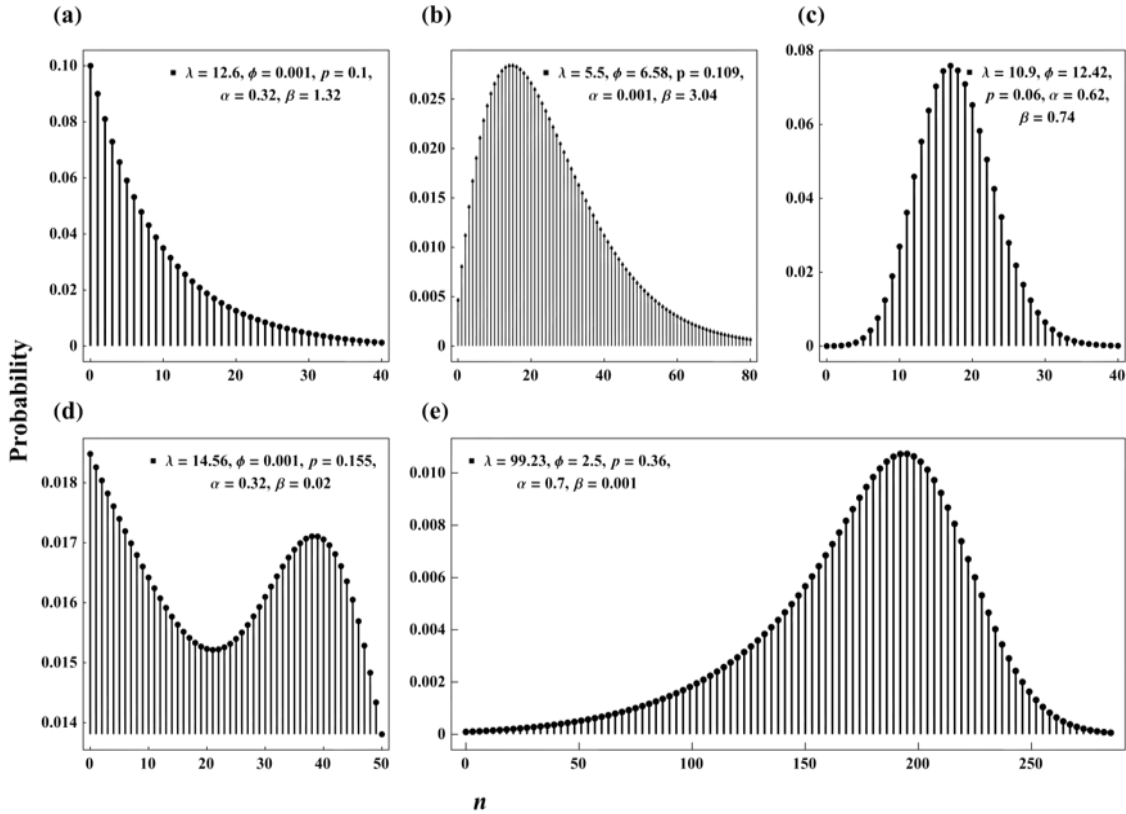 (a)
λ = 12.6, ϕ = 0.001, p = 0.1,
α = 0.32, β = 1.32
0.10
0.08
0.06
0.04
0.02
0
0 10 20 30 40
(b)
λ = 5.5, ϕ = 6.58, p = 0.109,
α = 0.001, β = 3.04
0.025
0.020
0.015
0.010
0.005
0
0 20 40 60 80
(c)
λ = 10.9, ϕ = 12.42,
p = 0.06, α = 0.62,
β = 0.74
0.08
0.06
0.04
0.02
0
0 10 20 30 40
Probability
(d)
λ = 14.56, ϕ = 0.001, p = 0.155,
α = 0.32, β = 0.02
0.018
0.017
0.016
0.015
0.014
0 10 20 30 40 50
(e)
λ = 99.23, ϕ = 2.5, p = 0.36,
α = 0.7, β = 0.001
0.010
0.008
0.006
0.004
0.002
0
0 50 100 150 200 250
n